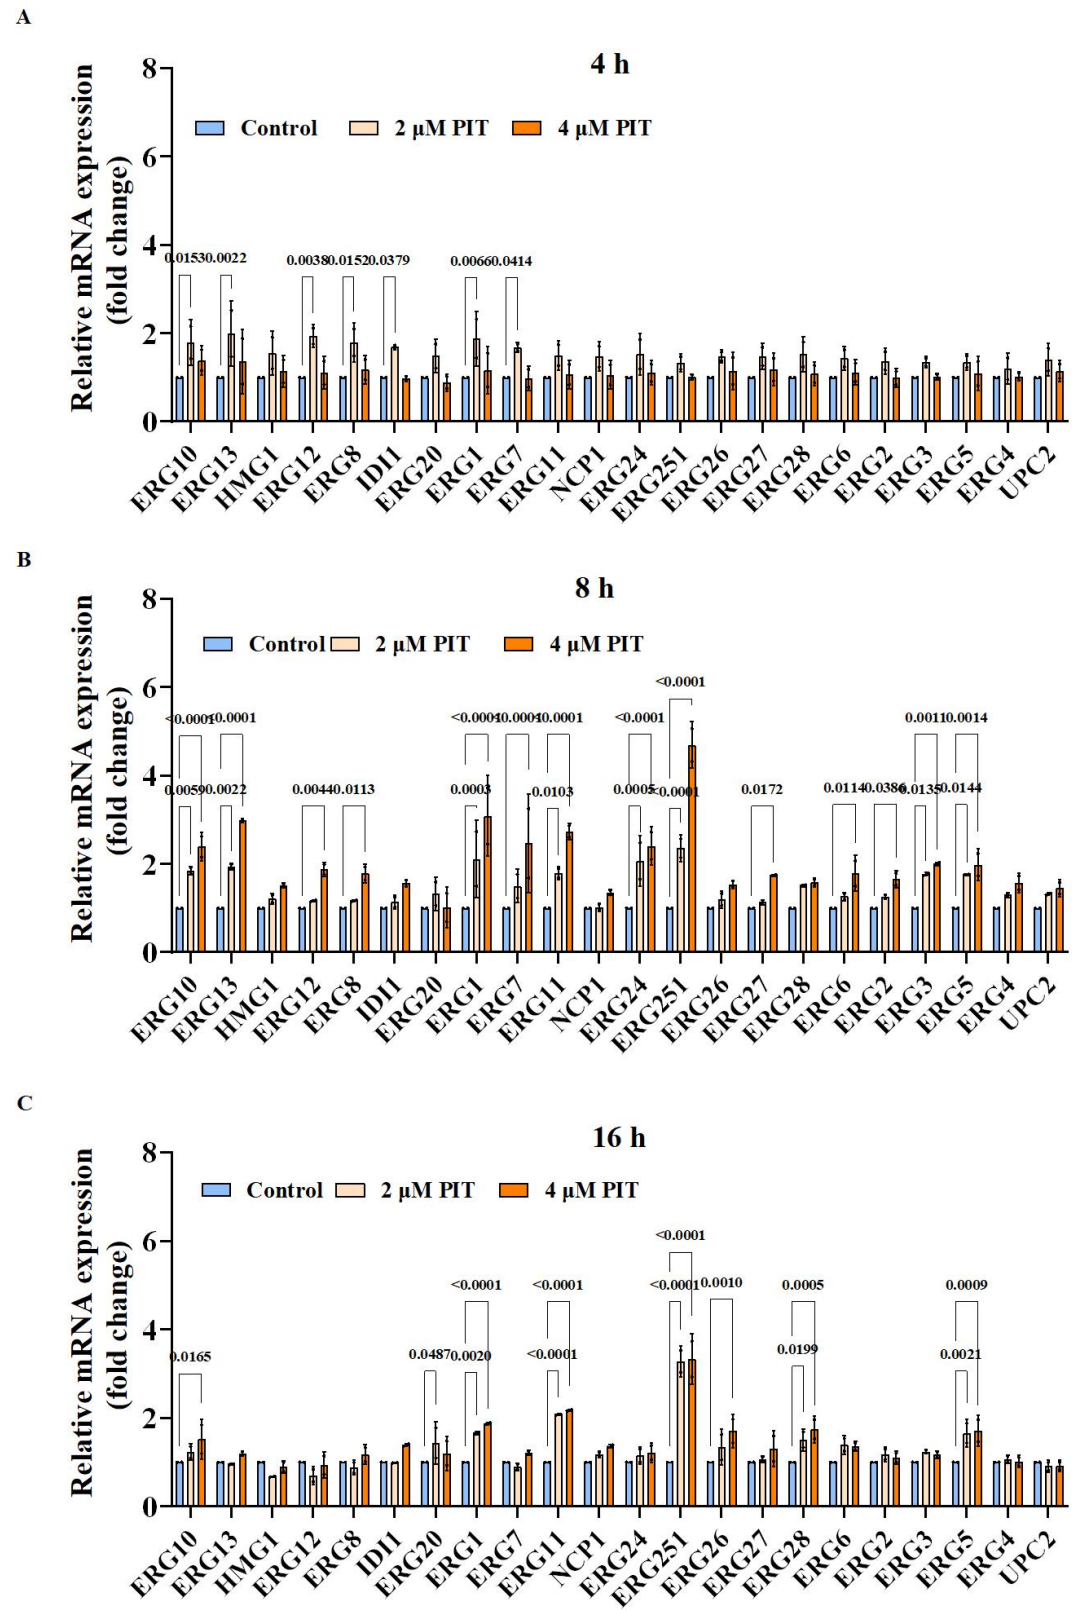 A
4 h
Relative mRNA expression
(fold change)
8
6
4
2
0
Control 2 μM PIT 4 μM PIT
0.0153 0.0022 0.0038 0.0152 0.0379 0.0066 0.0414
ERG10 ERG13 HMG1 ERG12 ERG8 IDI1 ERG20 ERG1 ERG7 ERG11 NCP1 ERG24 ERG251 ERG26 ERG27 ERG28 ERG6 ERG2 ERG3 ERG5 ERG4 UPC2
B
8 h
Relative mRNA expression
(fold change)
8
6
4
2
0
Control 2 μM PIT 4 μM PIT
<0.0001
<0.0001 <0.0001 <0.0001 <0.0001 <0.0001 <0.0001 0.0011 0.0014
0.0059 0.0022 0.0044 0.0113 0.0003 0.0103 0.0005 <0.0001 0.0172 0.0114 0.0386 0.0135 0.0144
ERG10 ERG13 HMG1 ERG12 ERG8 IDI1 ERG20 ERG1 ERG7 ERG11 NCP1 ERG24 ERG251 ERG26 ERG27 ERG28 ERG6 ERG2 ERG3 ERG5 ERG4 UPC2
C
16 h
Relative mRNA expression
(fold change)
8
6
4
2
0
Control 2 μM PIT 4 μM PIT
<0.0001
<0.0001 <0.0001 <0.0001 0.0010 0.0005 0.0009
0.0165 0.0487 0.0020 <0.0001 0.0199 0.0021
ERG10 ERG13 HMG1 ERG12 ERG8 IDI1 ERG20 ERG1 ERG7 ERG11 NCP1 ERG24 ERG251 ERG26 ERG27 ERG28 ERG6 ERG2 ERG3 ERG5 ERG4 UPC2